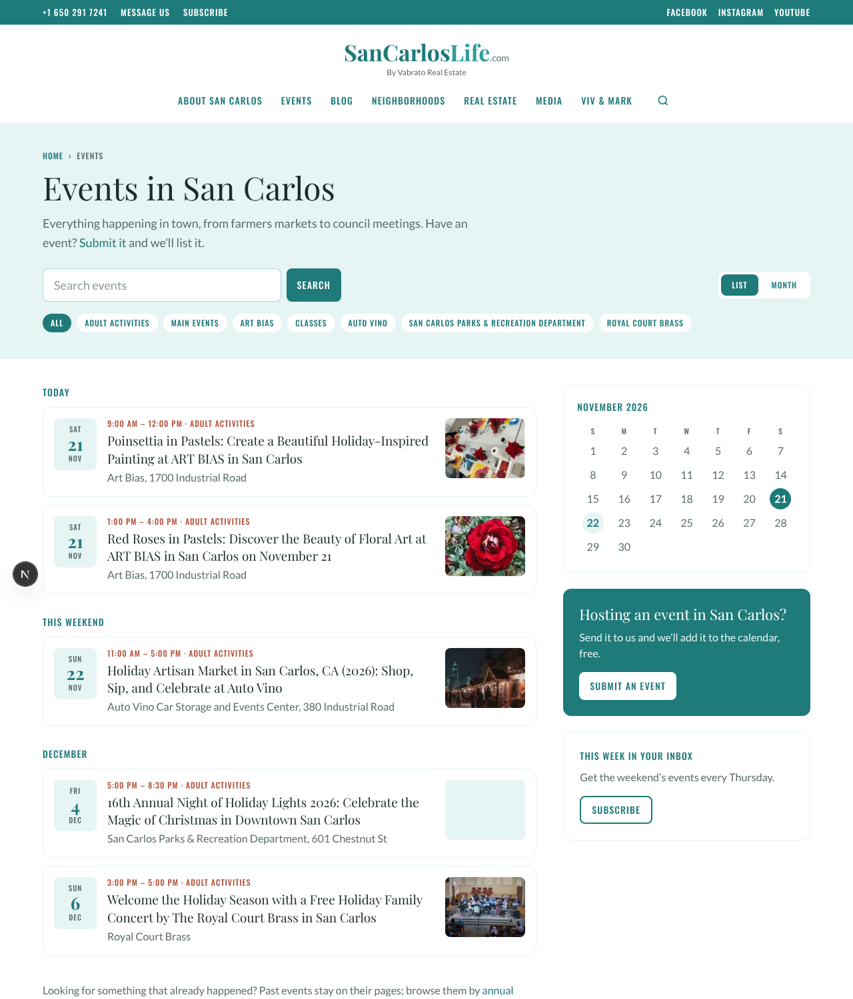 +1 650 291 7241 MESSAGE US SUBSCRIBE FACEBOOK INSTAGRAM YOUTUBE
SanCarlosLife.com
By Vabrato Real Estate
ABOUT SAN CARLOS EVENTS BLOG NEIGHBORHOODS REAL ESTATE MEDIA VIV & MARK
HOME › EVENTS
Events in San Carlos
Everything happening in town, from farmers markets to council meetings. Have an
event? Submit it and we'll list it.
Search events SEARCH LIST MONTH
ALL ADULT ACTIVITIES MAIN EVENTS ART BIAS CLASSES AUTO VINO SAN CARLOS PARKS & RECREATION DEPARTMENT ROYAL COURT BRASS
TODAY
SAT
21
NOV
9:00 AM – 12:00 PM · ADULT ACTIVITIES
Poinsettia in Pastels: Create a Beautiful Holiday-Inspired
Painting at ART BIAS in San Carlos
Art Bias, 1700 Industrial Road
SAT
21
NOV
1:00 PM – 4:00 PM · ADULT ACTIVITIES
Red Roses in Pastels: Discover the Beauty of Floral Art at
ART BIAS in San Carlos on November 21
Art Bias, 1700 Industrial Road
N
THIS WEEKEND
SUN
22
NOV
11:00 AM – 5:00 PM · ADULT ACTIVITIES
Holiday Artisan Market in San Carlos, CA (2026): Shop,
Sip, and Celebrate at Auto Vino
Auto Vino Car Storage and Events Center, 380 Industrial Road
DECEMBER
FRI
4
DEC
5:00 PM – 8:30 PM · ADULT ACTIVITIES
16th Annual Night of Holiday Lights 2026: Celebrate the
Magic of Christmas in Downtown San Carlos
San Carlos Parks & Recreation Department, 601 Chestnut St
SUN
6
DEC
3:00 PM – 5:00 PM · ADULT ACTIVITIES
Welcome the Holiday Season with a Free Holiday Family
Concert by The Royal Court Brass in San Carlos
Royal Court Brass
Looking for something that already happened? Past events stay on their pages; browse them by annual
NOVEMBER 2026
S M T W T F S
1 2 3 4 5 6 7
8 9 10 11 12 13 14
15 16 17 18 19 20 21
22 23 24 25 26 27 28
29 30
Hosting an event in San Carlos?
Send it to us and we'll add it to the calendar,
free.
SUBMIT AN EVENT
THIS WEEK IN YOUR INBOX
Get the weekend's events every Thursday.
SUBSCRIBE